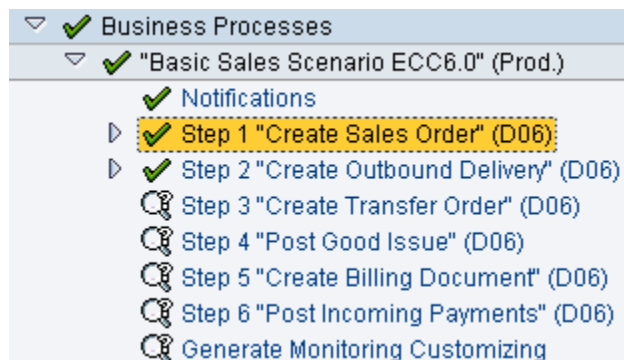 Business Processes
"Basic Sales Scenario ECC6.0" (Prod.)
Notifications
Step 1 "Create Sales Order" (D06)
Step 2 "Create Outbound Delivery" (D06)
Step 3 "Create Transfer Order" (D06)
Step 4 "Post Good Issue" (D06)
Step 5 "Create Billing Document" (D06)
Step 6 "Post Incoming Payments" (D06)
Generate Monitoring Customizing